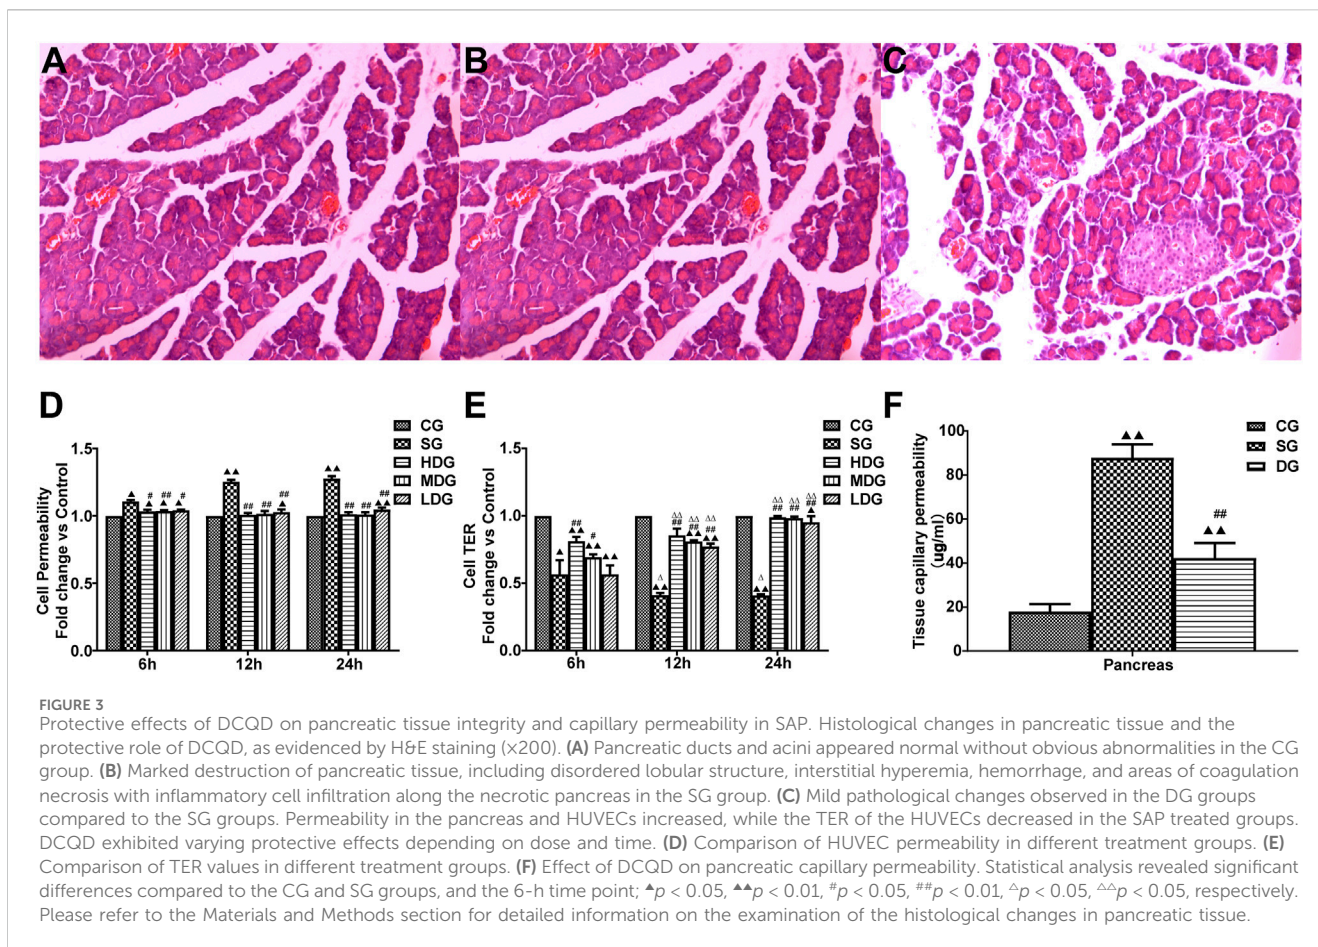 A
B
C
D
CG
SG
HDG
MDG
LDG
Cell Permeability
Fold change vs Control
1.5
1.0
0.5
0.0
▲
#
▲
##
▲
#
▲
▲▲
##
##
##
▲
▲▲
##
##
##
▲▲
6h
12h
24h
E
CG
SG
HDG
MDG
LDG
Cell TER
Fold change vs Control
1.5
1.0
0.5
0.0
▲
##
▲▲
#
▲▲
▲▲
△
▲▲
△△
##
△△
##
▲▲
△△
##
▲▲
△
▲▲
△△
##
△△
##
△△
##
▲
6h
12h
24h
F
CG
SG
DG
Tissue capillary permeability
(ug/ml)
100
80
60
40
20
0
▲▲
##
▲▲
Pancreas
FIGURE 3
Protective effects of DCQD on pancreatic tissue integrity and capillary permeability in SAP. Histological changes in pancreatic tissue and the
protective role of DCQD, as evidenced by H&E staining (×200). (A) Pancreatic ducts and acini appeared normal without obvious abnormalities in the CG
group. (B) Marked destruction of pancreatic tissue, including disordered lobular structure, interstitial hyperemia, hemorrhage, and areas of coagulation
necrosis with inflammatory cell infiltration along the necrotic pancreas in the SG group. (C) Mild pathological changes observed in the DG groups
compared to the SG groups. Permeability in the pancreas and HUVECs increased, while the TER of the HUVECs decreased in the SAP treated groups.
DCQD exhibited varying protective effects depending on dose and time. (D) Comparison of HUVEC permeability in different treatment groups. (E)
Comparison of TER values in different treatment groups. (F) Effect of DCQD on pancreatic capillary permeability. Statistical analysis revealed significant
differences compared to the CG and SG groups, and the 6-h time point; ▲p < 0.05, ▲▲p < 0.01, #p < 0.05, ##p < 0.01, △p < 0.05, △△p < 0.05, respectively.
Please refer to the Materials and Methods section for detailed information on the examination of the histological changes in pancreatic tissue.